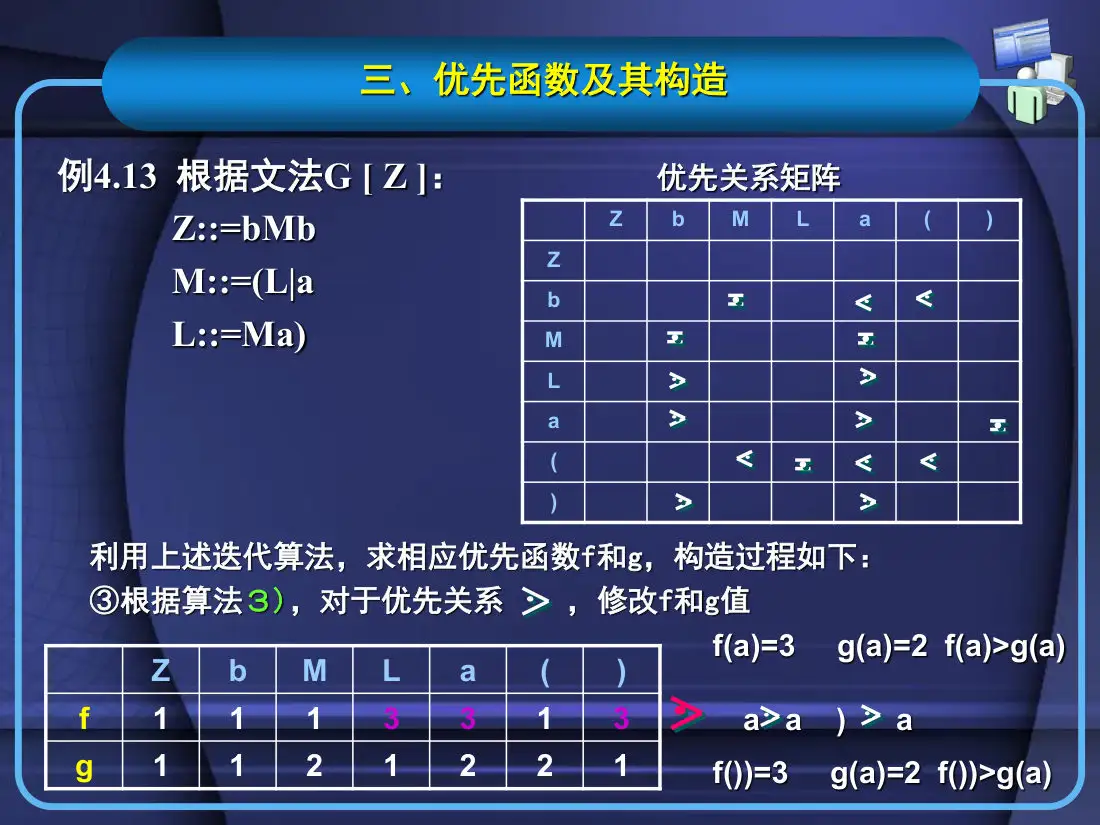 三、优先函数及其构造
例4.13 根据文法G [ Z ]：
Z::=bMb
M::=(L|a
L::=Ma)
优先关系矩阵
Z b M L a ( )
Z
b ≖ ⋖ ⋖
M ≖ ≖
L ⋗ ⋗
a ⋗ ⋗ ≖
( ⋖ ≖ ⋖ ⋖
) ⋗ ⋗
利用上述迭代算法，求相应优先函数f和g，构造过程如下：
③根据算法３)，对于优先关系 ⋗ ，修改f和g值
Z b M L a ( )
f 1 1 1 3 3 1 3
g 1 1 2 1 2 2 1
f(a)=3 g(a)=2 f(a)>g(a)
⋗ a⋗a ) ⋗ a
f())=3 g(a)=2 f())>g(a)